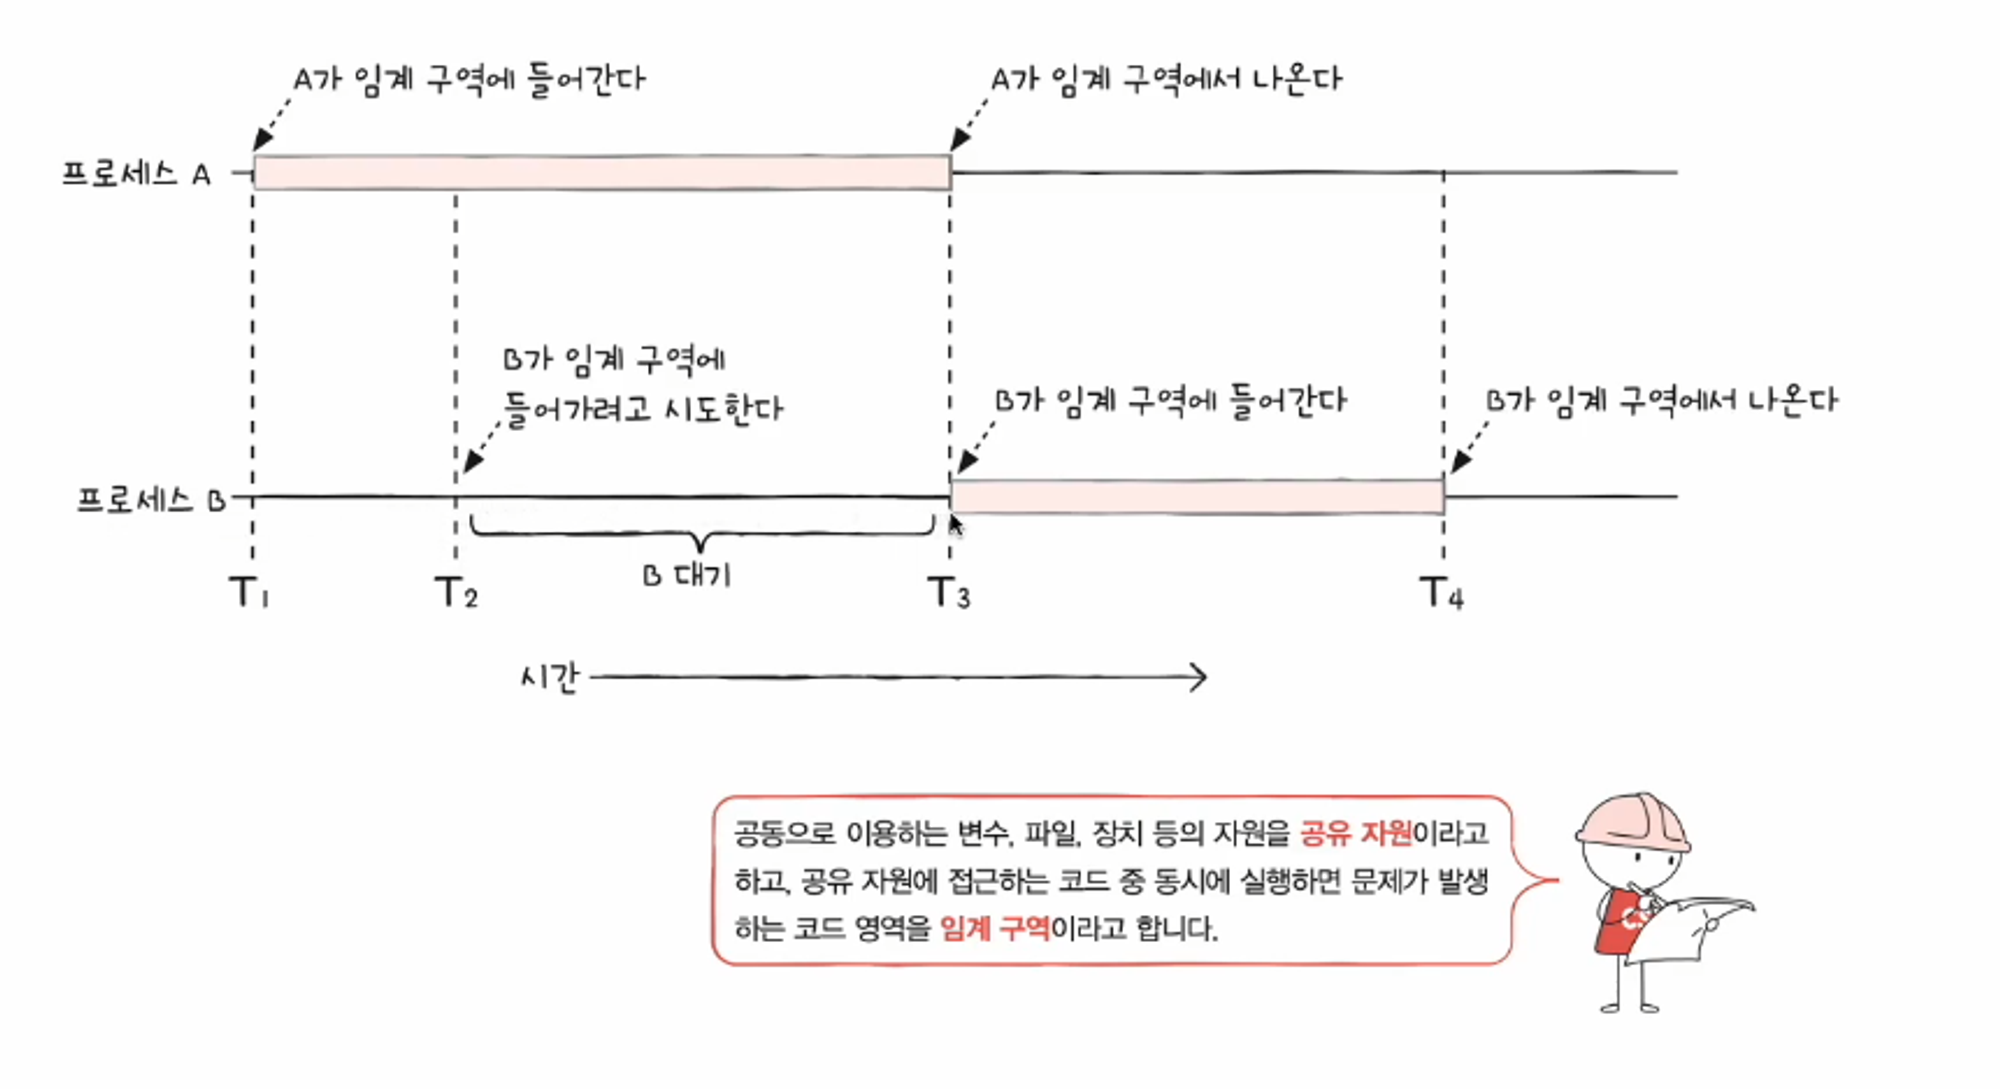 A가 임계 구역에 들어간다
A가 임계 구역에서 나온다
프로세스 A
B가 임계 구역에
들어가려고 시도한다
B가 임계 구역에 들어간다
B가 임계 구역에서 나온다
프로세스 B
B 대기
T1
T2
T3
T4
시간
공동으로 이용하는 변수, 파일, 장치 등의 자원을 공유 자원이라고
하고, 공유 자원에 접근하는 코드 중 동시에 실행하면 문제가 발생
하는 코드 영역을 임계 구역이라고 합니다.